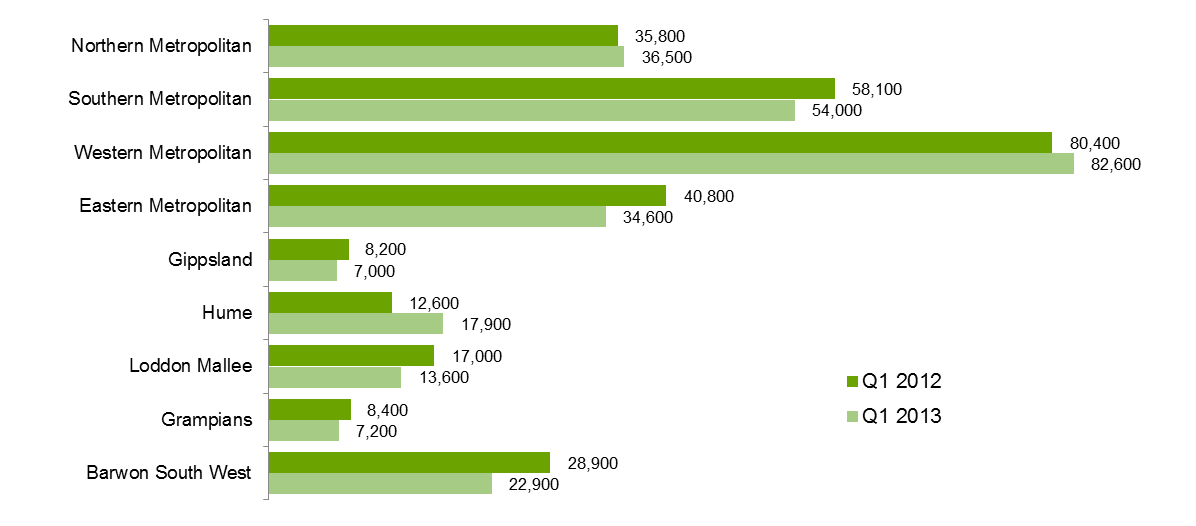 Northern Metropolitan
35,800
36,500
Southern Metropolitan
58,100
54,000
Western Metropolitan
80,400
82,600
Eastern Metropolitan
40,800
34,600
Gippsland
8,200
7,000
Hume
12,600
17,900
Loddon Mallee
17,000
13,600
Grampians
8,400
7,200
Barwon South West
28,900
22,900
Q1 2012
Q1 2013